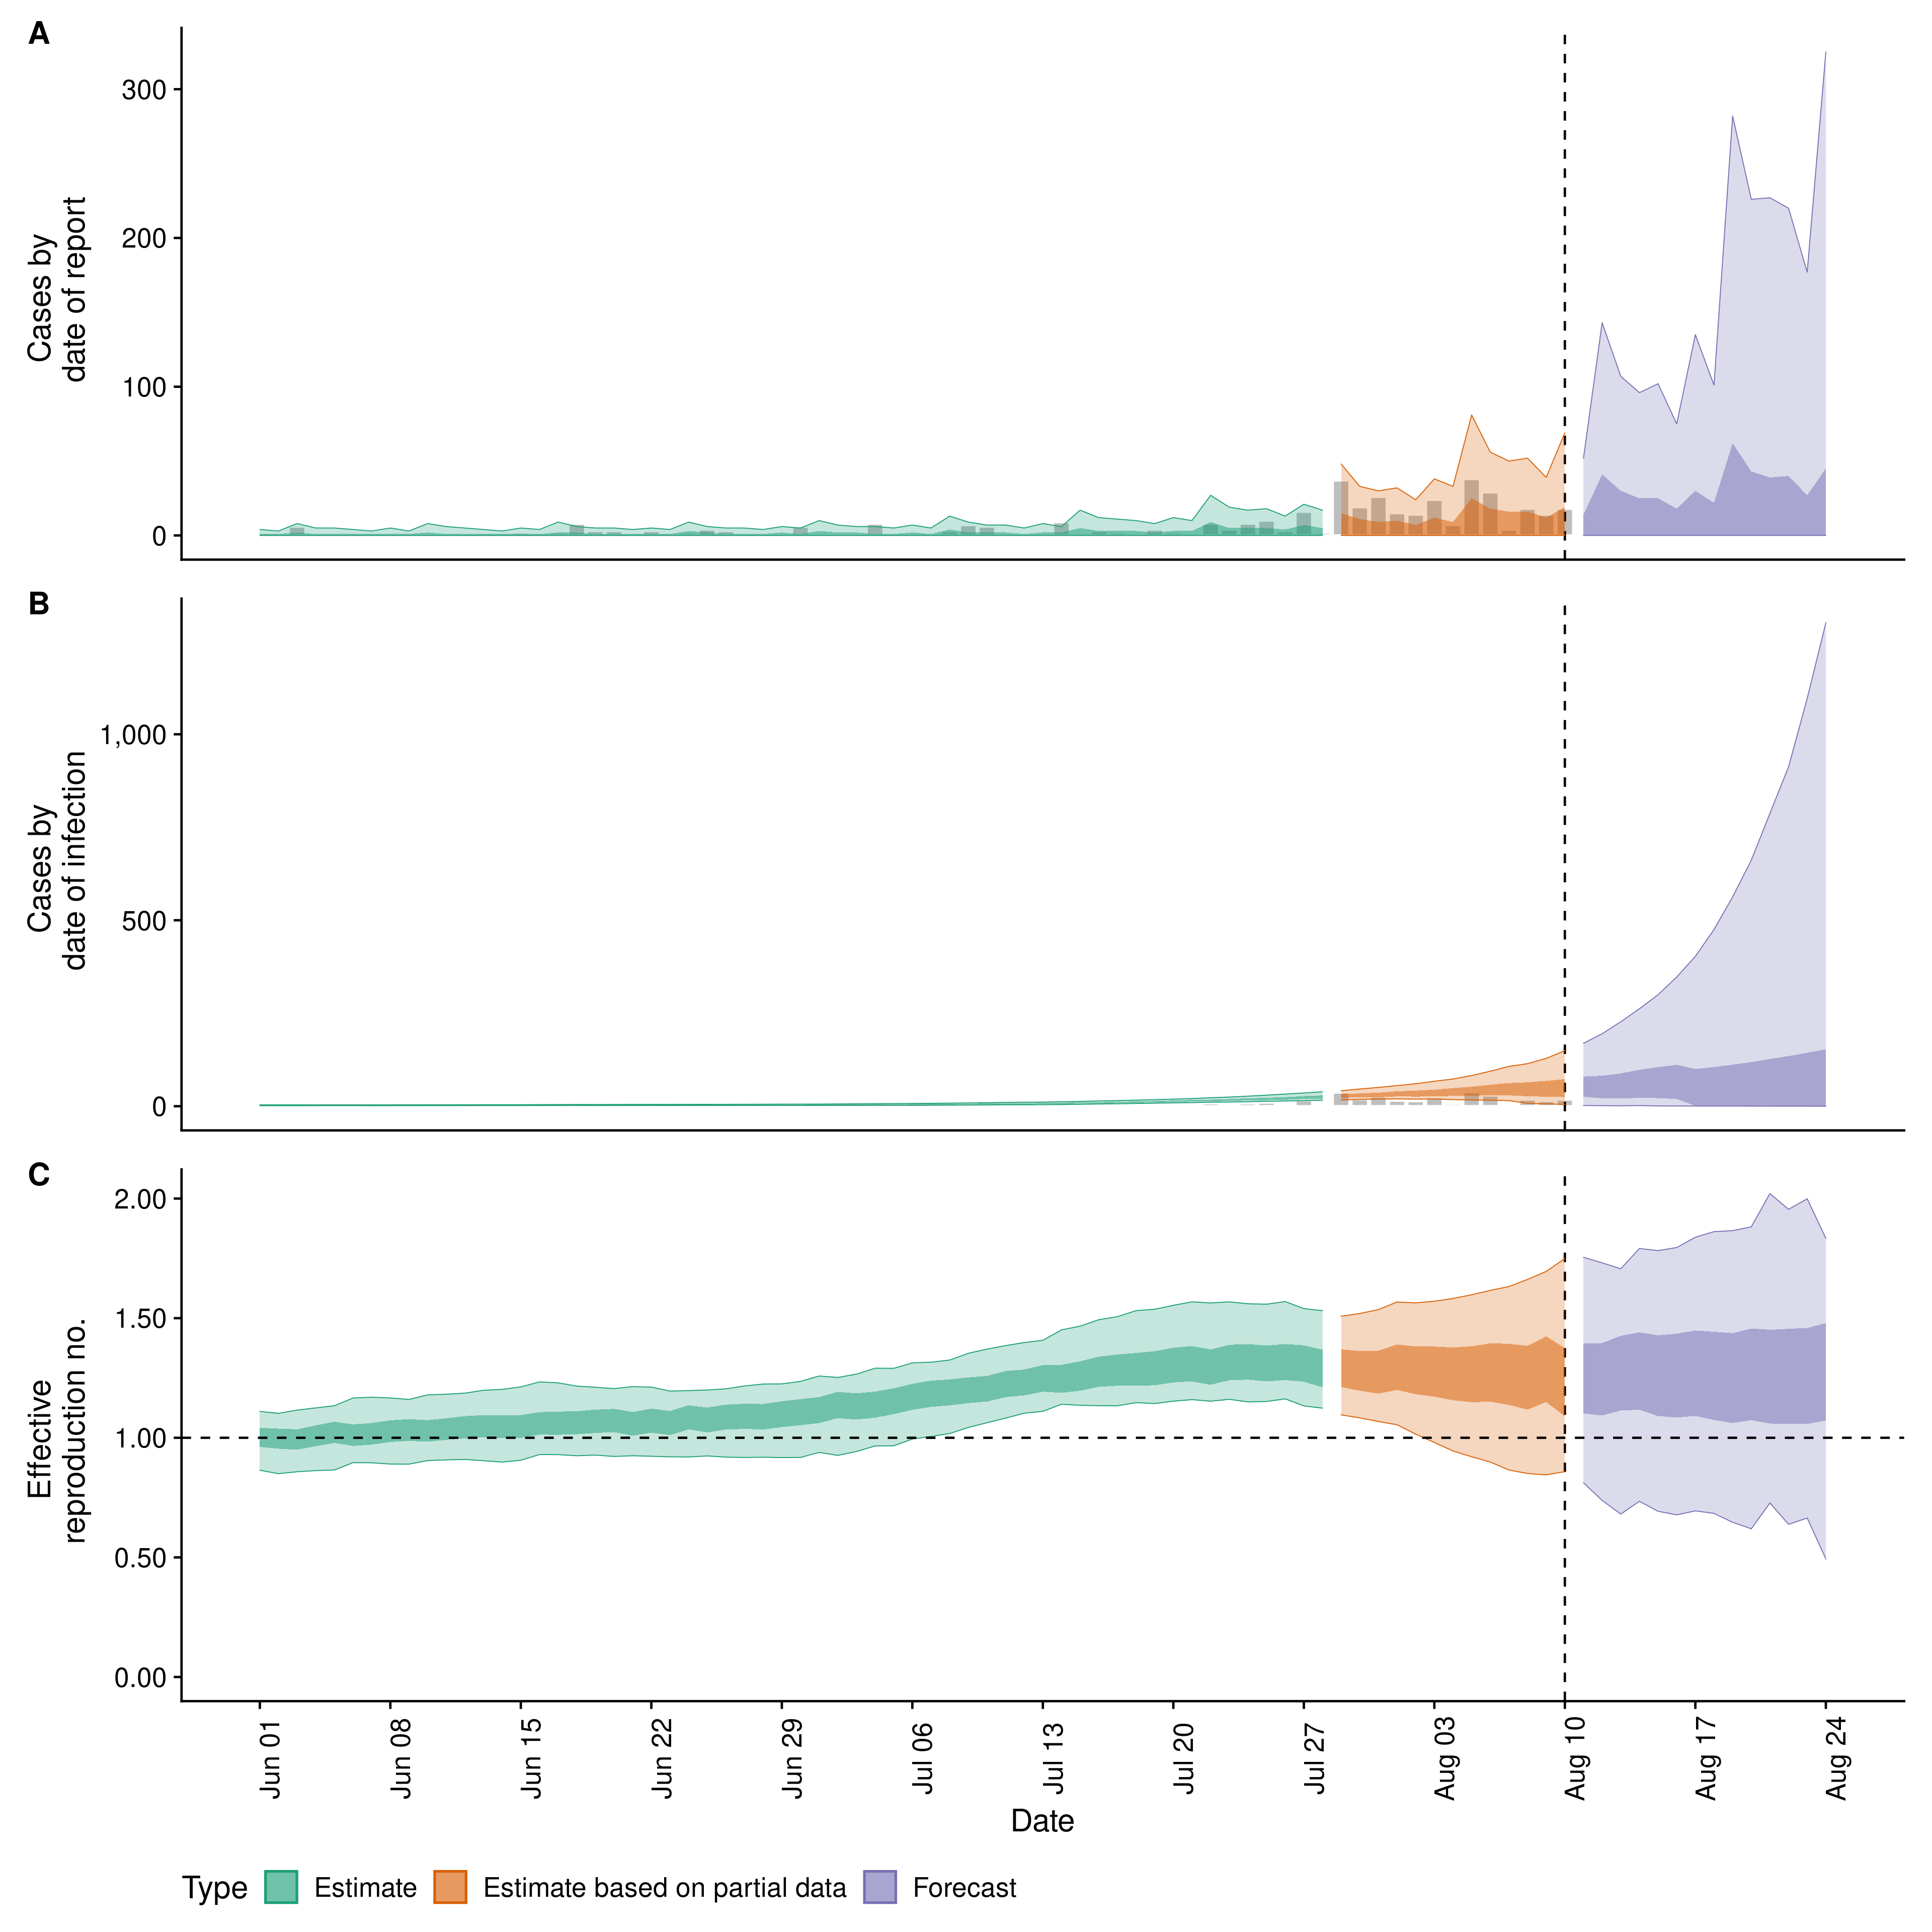 A
Cases by
date of report
300
200
100
0
B
Cases by
date of infection
1,000
500
0
C
Effective
reproduction no.
2.00
1.50
1.00
0.50
0.00
Jun 01
Jun 08
Jun 15
Jun 22
Jun 29
Jul 06
Jul 13
Jul 20
Jul 27
Aug 03
Aug 10
Aug 17
Aug 24
Date
Type
Estimate
Estimate based on partial data
Forecast